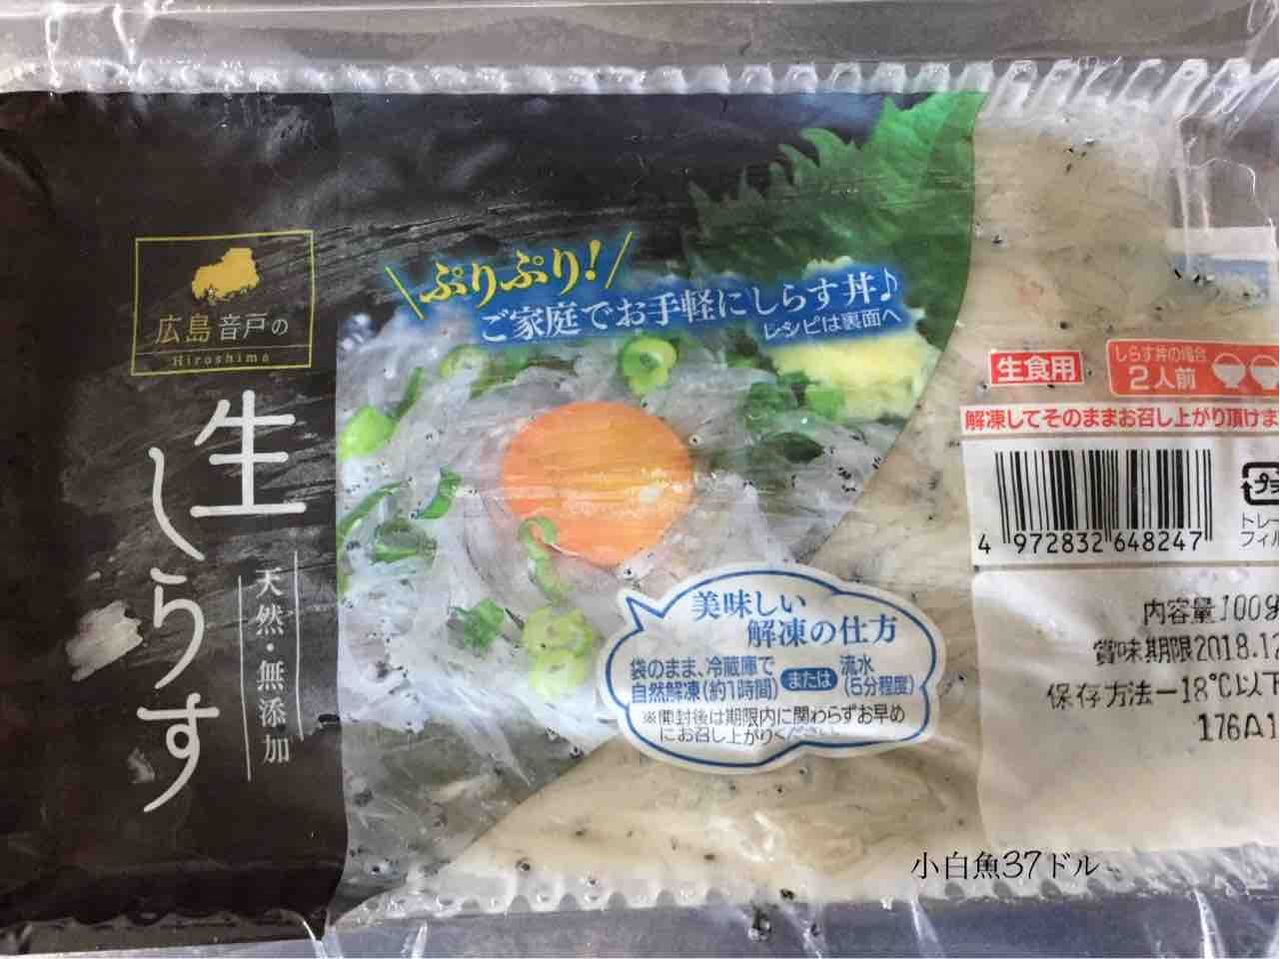 広島音戸の
Hiroshima
生しらす
天然・無添加
ぷりぷり!
ご家庭でお手軽にしらす丼♪
レシピは裏面へ
生食用
しらす丼の場合
2人前
解凍してそのままお召し上がり頂けま
4 972832 648247
プラ
トレー
フィル
美味しい
解凍の仕方
袋のまま、冷蔵庫で
自然解凍(約1時間)
または
流水
(5分程度)
※開封後は期限内に関わらずお早め
にお召し上がりください。
内容量100g
賞味期限2018.12
保存方法-18℃以下
176A1
小白魚37ドル